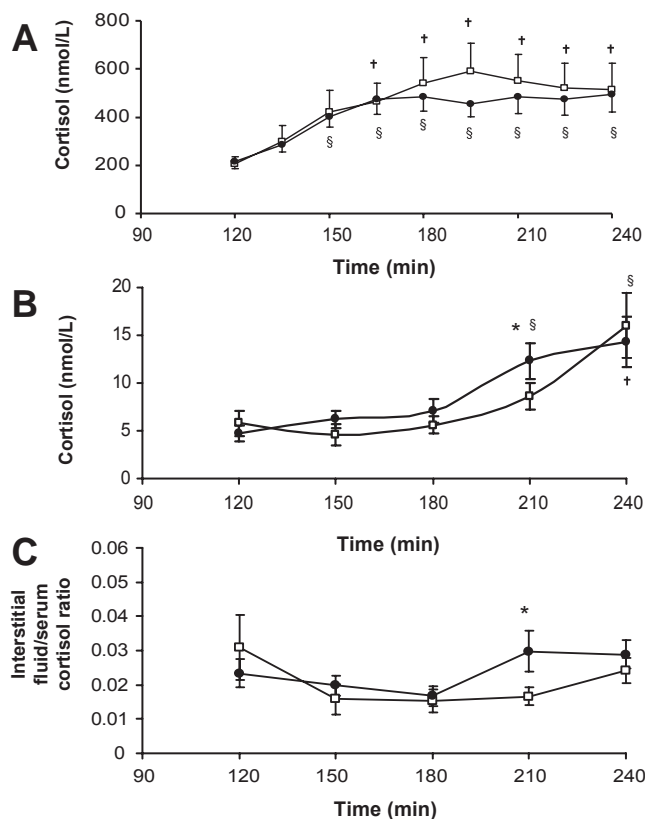 A
Cortisol (nmol/L)
800
600
400
200
0
† † † † † †
§ § § § § § §
90 120 150 180 210 240
Time (min)
B
Cortisol (nmol/L)
20
15
10
5
0
* § §
†
90 120 150 180 210 240
Time (min)
C
Interstitial
fluid/serum
cortisol ratio
0.06
0.05
0.04
0.03
0.02
0.01
0
*
90 120 150 180 210 240
Time (min)